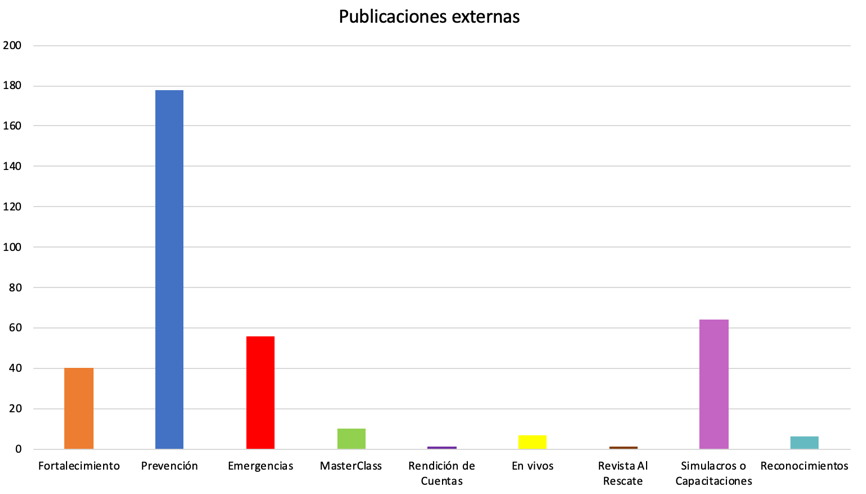 Publicaciones externas
200
180
160
140
120
100
80
60
40
20
0
Fortalecimiento
Prevención
Emergencias
MasterClass
Rendición de
Cuentas
En vivos
Revista Al
Rescate
Simulacros o
Capacitaciones
Reconocimientos